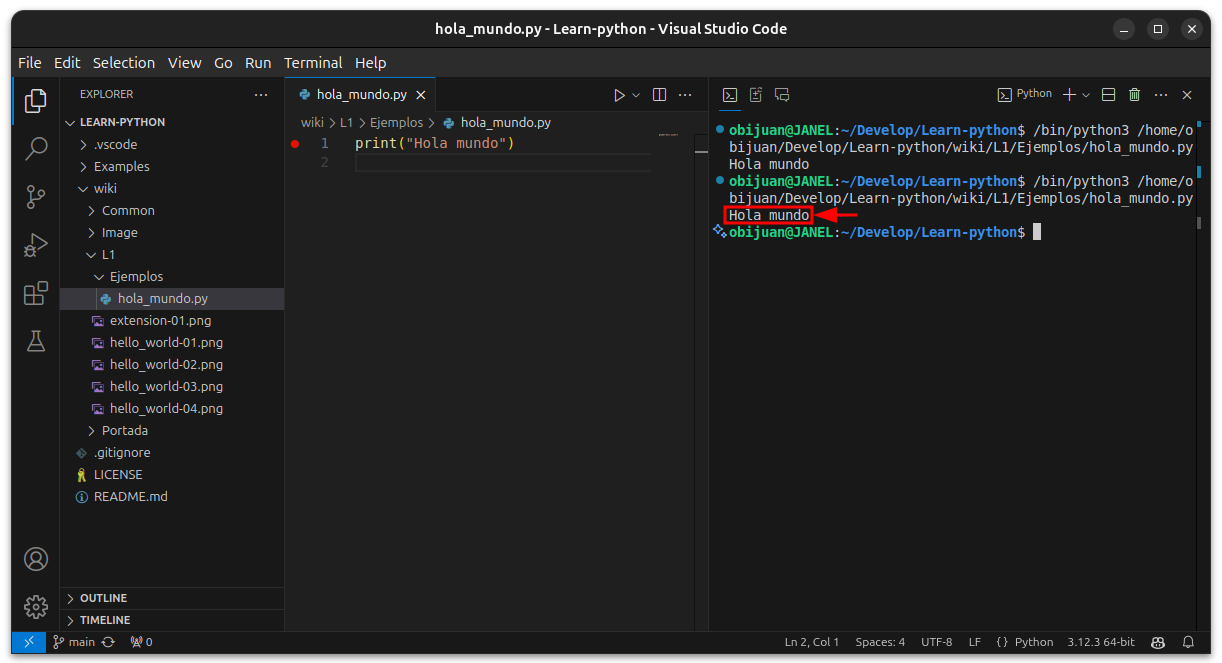 hola_mundo.py - Learn-python - Visual Studio Code
File Edit Selection View Go Run Terminal Help
EXPLORER
LEARN-PYTHON
.vscode
Examples
wiki
Common
Image
L1
Ejemplos
hola_mundo.py
extension-01.png
hello_world-01.png
hello_world-02.png
hello_world-03.png
hello_world-04.png
Portada
.gitignore
LICENSE
README.md
OUTLINE
TIMELINE
hola_mundo.py
wiki > L1 > Ejemplos > hola_mundo.py
1 print("Hola mundo")
2
Python
obijuan@JANEL:~/Develop/Learn-python$ /bin/python3 /home/o
bijuan/Develop/Learn-python/wiki/L1/Ejemplos/hola_mundo.py
Hola mundo
obijuan@JANEL:~/Develop/Learn-python$ /bin/python3 /home/o
bijuan/Develop/Learn-python/wiki/L1/Ejemplos/hola_mundo.py
Hola mundo
obijuan@JANEL:~/Develop/Learn-python$
main 0 Ln 2, Col 1 Spaces: 4 UTF-8 LF {} Python 3.12.3 64-bit